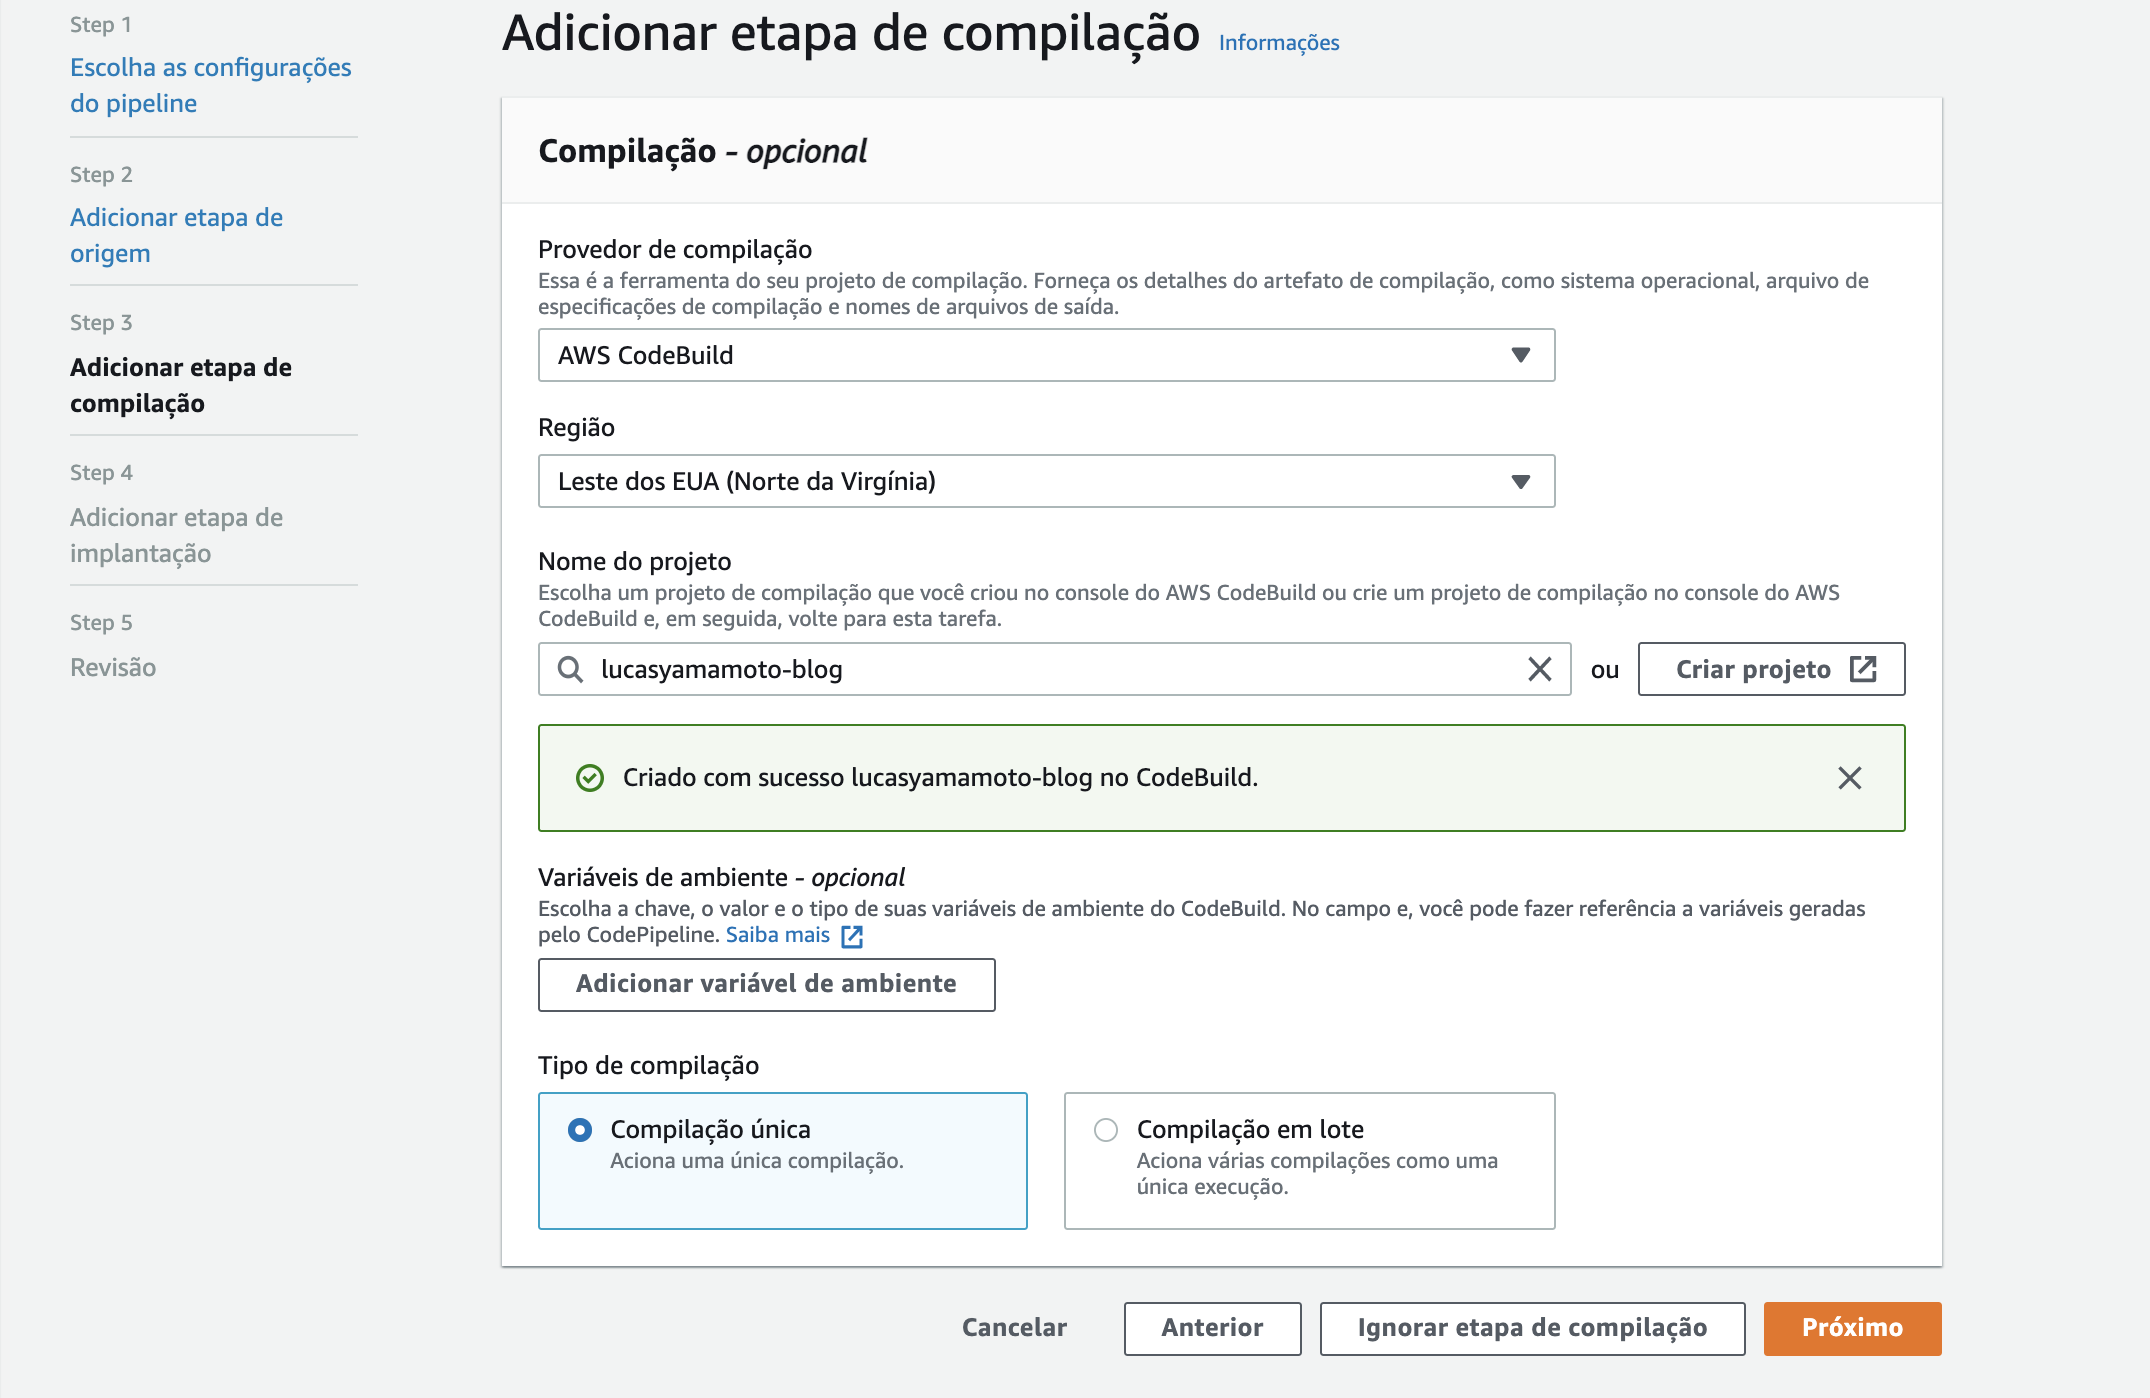 Step 1
Escolha as configurações
do pipeline
Step 2
Adicionar etapa de
origem
Step 3
Adicionar etapa de
compilação
Step 4
Adicionar etapa de
implantação
Step 5
Revisão
Adicionar etapa de compilação Informações
Compilação - opcional
Provedor de compilação
Essa é a ferramenta do seu projeto de compilação. Forneça os detalhes do artefato de compilação, como sistema operacional, arquivo de
especificações de compilação e nomes de arquivos de saída.
AWS CodeBuild
Região
Leste dos EUA (Norte da Virgínia)
Nome do projeto
Escolha um projeto de compilação que você criou no console do AWS CodeBuild ou crie um projeto de compilação no console do AWS
CodeBuild e, em seguida, volte para esta tarefa.
lucasyamamoto-blog ou Criar projeto
Criado com sucesso lucasyamamoto-blog no CodeBuild.
Variáveis de ambiente - opcional
Escolha a chave, o valor e o tipo de suas variáveis de ambiente do CodeBuild. No campo e, você pode fazer referência a variáveis geradas
pelo CodePipeline. Saiba mais
Adicionar variável de ambiente
Tipo de compilação
Compilação única
Aciona uma única compilação.
Compilação em lote
Aciona várias compilações como uma
única execução.
Cancelar Anterior Ignorar etapa de compilação Próximo